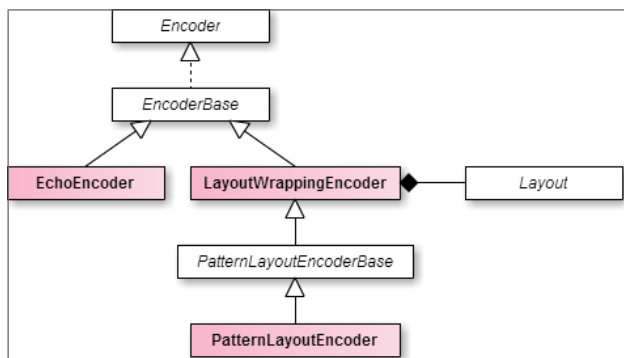 Encoder
EncoderBase
EchoEncoder
LayoutWrappingEncoder
Layout
PatternLayoutEncoderBase
PatternLayoutEncoder